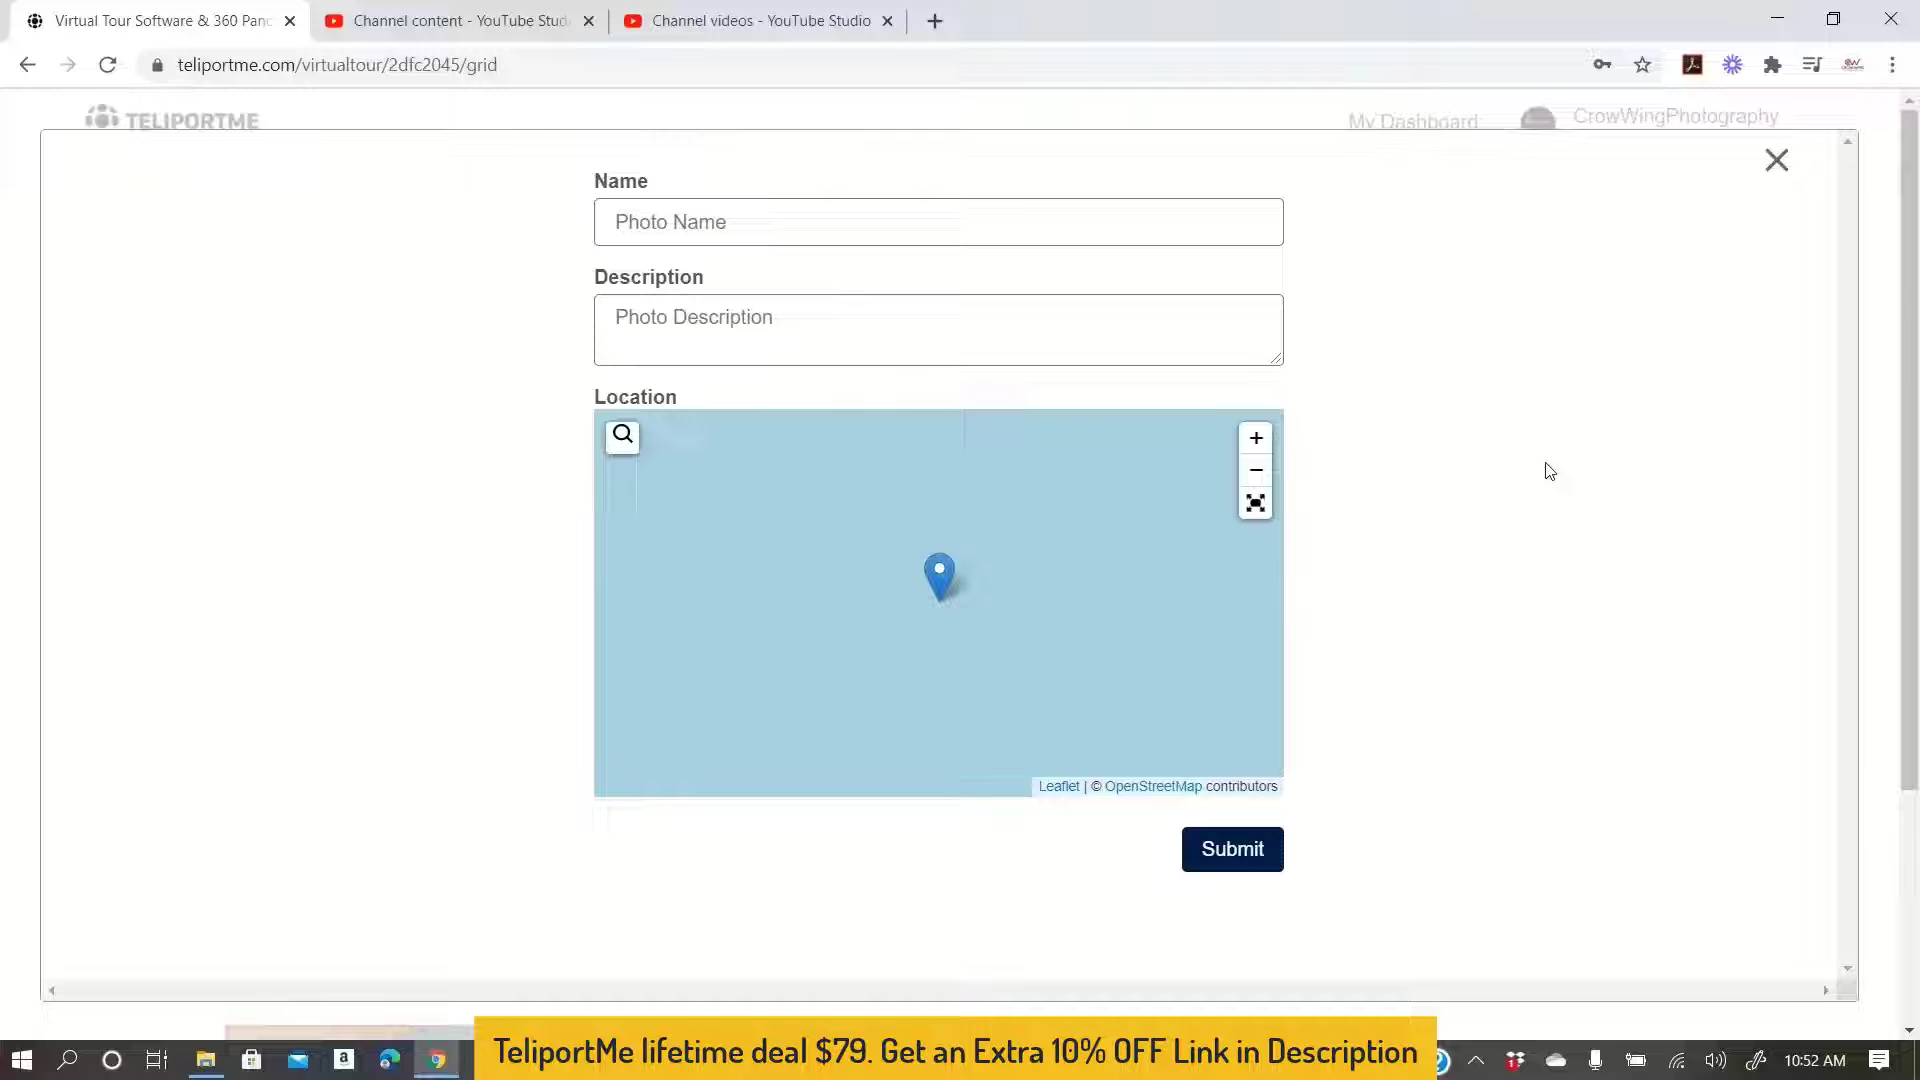 Virtual Tour Software & 360 Pano
Channel content - YouTube Studi
Channel videos - YouTube Studio
teliportme.com/virtualtour/2dfc2045/grid
TELIPORTME
My Dashboard
CrowWingPhotography
Name
Photo Name
Description
Photo Description
Location
+
−
Leaflet | © OpenStreetMap contributors
Submit
TeliportMe lifetime deal $79. Get an Extra 10% OFF Link in Description
10:52 AM